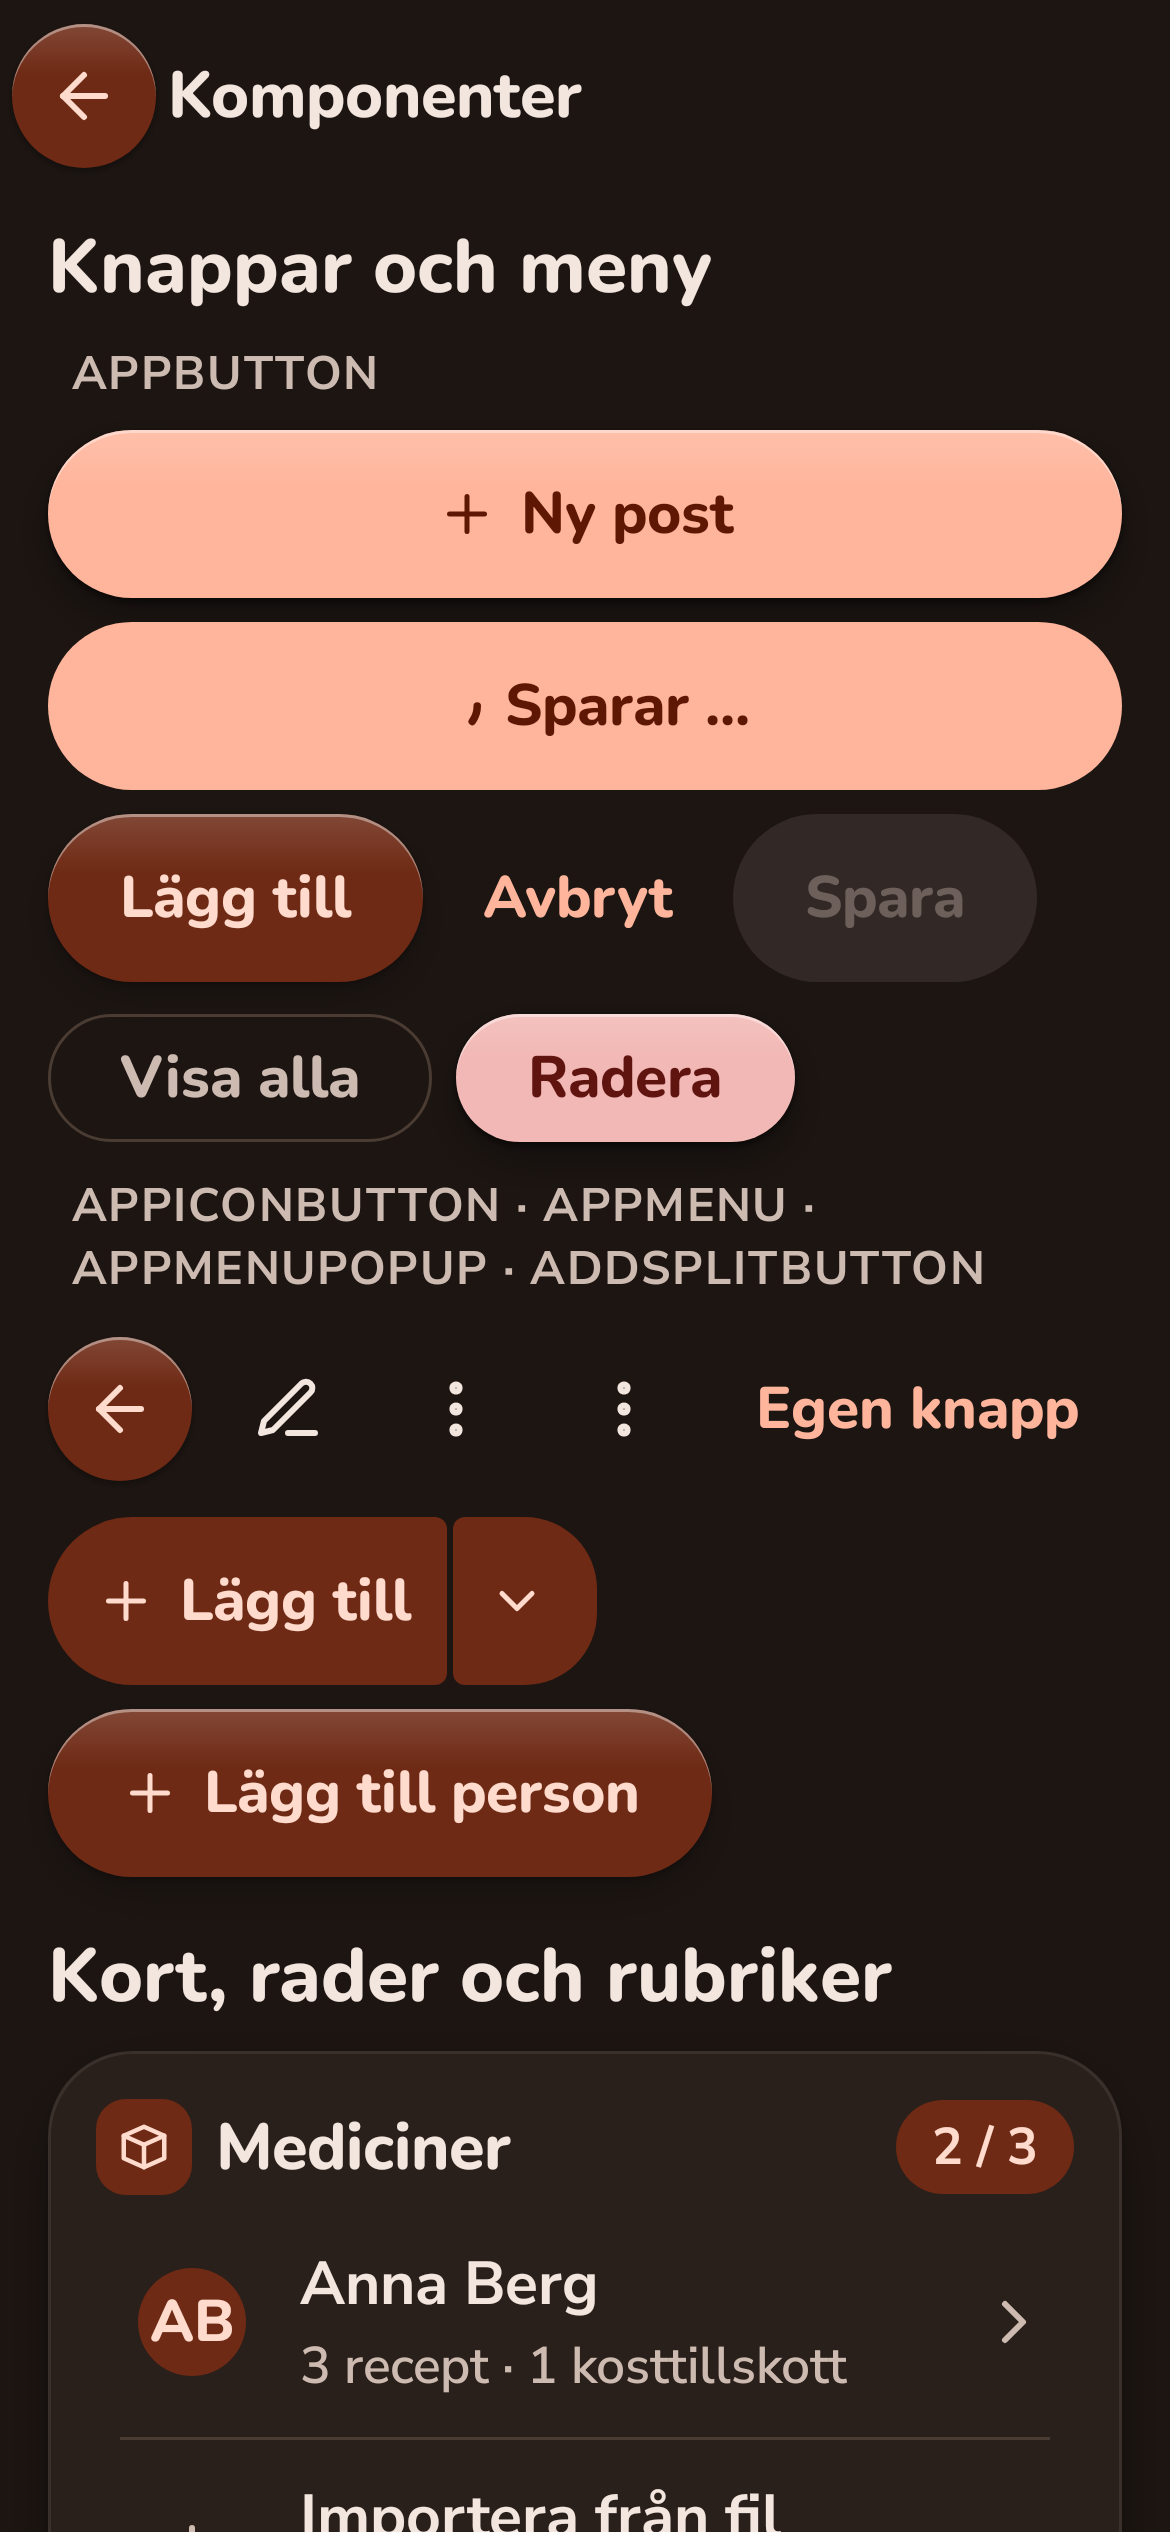 Komponenter
Knappar och meny
APPBUTTON
Ny post
Sparar ...
Lägg till Avbryt Spara
Visa alla Radera
APPICONBUTTON · APPMENU ·
APPMENUPOPUP · ADDSPLITBUTTON
Egen knapp
Lägg till
Lägg till person
Kort, rader och rubriker
Mediciner 2 / 3
Anna Berg
AB
3 recept · 1 kosttillskott
Importera från fil